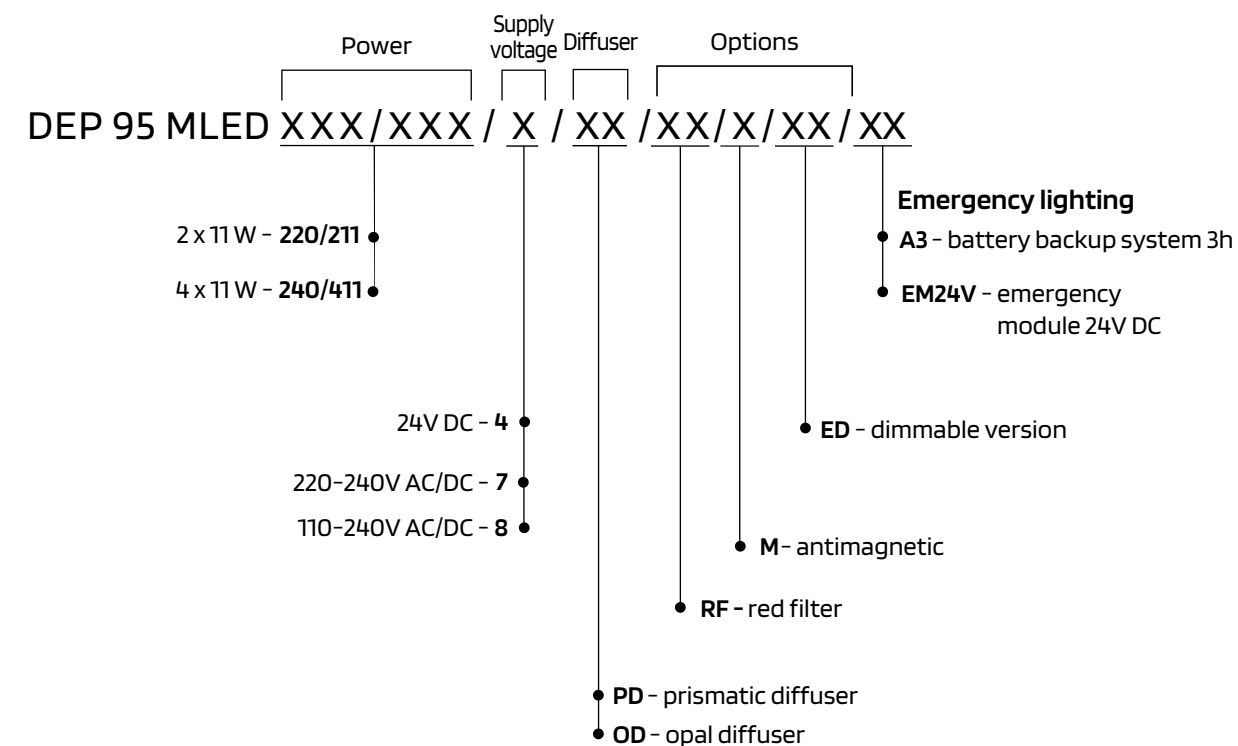 Power
Supply
voltage
Diffuser
Options
DEP 95 MLED XXX/XXX / X / XX /XX/X/XX/XX
Emergency lighting
2 x 11 W - 220/211
A3 - battery backup system 3h
4 x 11 W - 240/411
EM24V - emergency
module 24V DC
24V DC - 4
ED - dimmable version
220-240V AC/DC - 7
110-240V AC/DC - 8
M- antimagnetic
RF - red filter
PD - prismatic diffuser
OD - opal diffuser